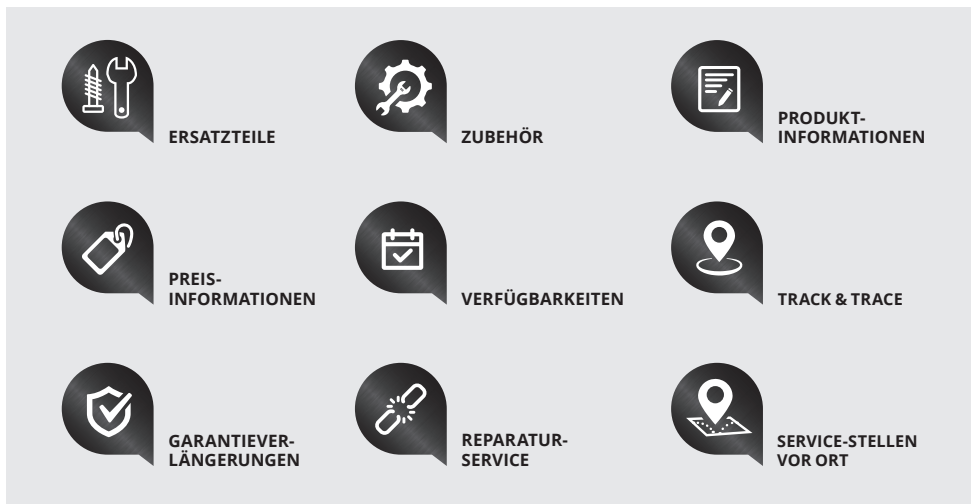 ERSATZTEILE
ZUBEHÖR
PRODUKT-
INFORMATIONEN
PREIS-
INFORMATIONEN
VERFÜGBARKEITEN
TRACK & TRACE
GARANTIEVER-
LÄNGERUNGEN
REPARATUR-
SERVICE
SERVICE-STELLEN
VOR ORT